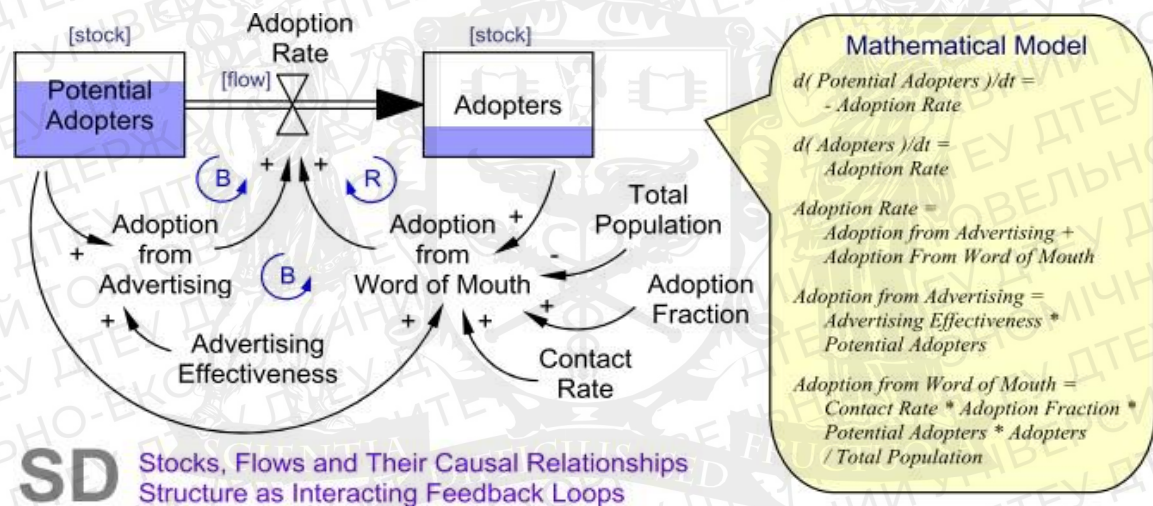 [stock]
Adoption
Rate
[stock]
Potential
Adopters
[flow]
Adopters
+
+
B
R
Adoption
from
Advertising
+
Adoption
from
Word of Mouth
+
Total
Population
-
B
Adoption
Fraction
+
+
Advertising
Effectiveness
+
+
Contact
Rate
SD
Stocks, Flows and Their Causal Relationships
Structure as Interacting Feedback Loops
Mathematical Model
d( Potential Adopters )/dt =
- Adoption Rate
d( Adopters )/dt =
Adoption Rate
Adoption Rate =
Adoption from Advertising +
Adoption From Word of Mouth
Adoption from Advertising =
Advertising Effectiveness *
Potential Adopters
Adoption from Word of Mouth =
Contact Rate * Adoption Fraction *
Potential Adopters * Adopters
/ Total Population